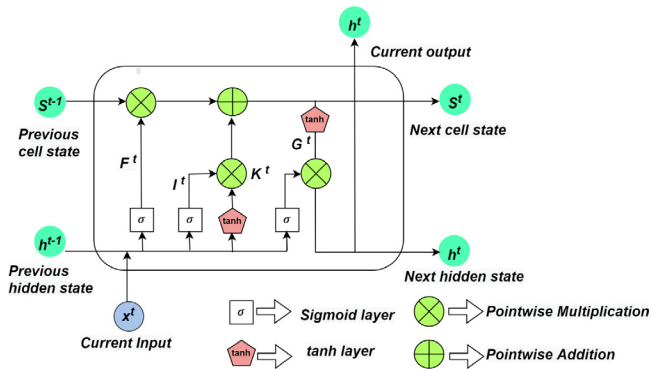 h^t
Current output
S^t-1
S^t
Previous
cell state
Next cell state
tanh
G^t
F^t
I^t
K^t
σ
σ
tanh
σ
h^t-1
h^t
Previous
hidden state
Next hidden state
x^t
Current Input
σ
Sigmoid layer
Pointwise Multiplication
tanh
tanh layer
Pointwise Addition